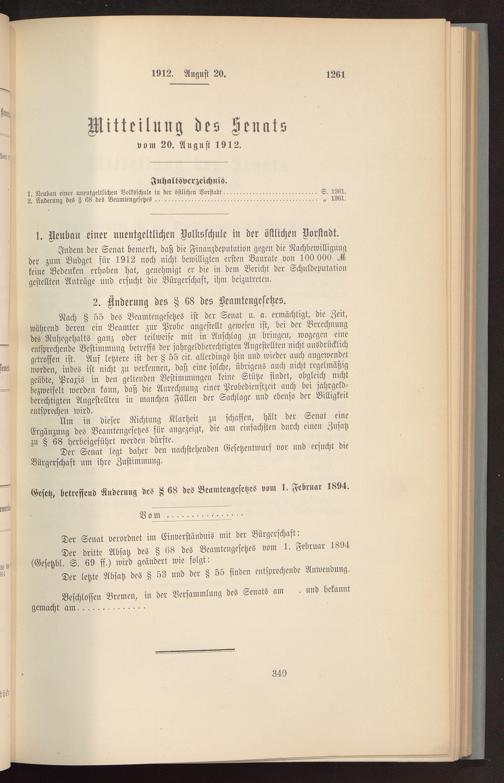 1912. August 20. 1261
Mitteilung des Senats
vom 20. August 1912.
Inhaltsverzeichnis.
1. Neubau einer unentgeltlichen Volksschule in der östlichen Vorstadt . . . . . . . . . . S. 1261.
2. Änderung des § 68 des Beamtengesetzes . . . . . . . . . . „ 1261.
1. Neubau einer unentgeltlichen Volksschule in der östlichen Vorstadt.
Indem der Senat bemerkt, daß die Finanzdeputation gegen die Nachbewilligung
der zum Budget für 1912 noch nicht bewilligten ersten Baurate von 100 000 ℳ
keine Bedenken erhoben hat, genehmigt er die in dem Bericht der Schuldeputation
gestellten Anträge und ersucht die Bürgerschaft, ihm beizutreten.
2. Änderung des § 68 des Beamtengesetzes.
Nach § 55 des Beamtengesetzes ist der Senat u. a. ermächtigt, die Zeit,
während deren ein Beamter zur Probe angestellt gewesen ist, bei der Berechnung
des Ruhegehalts ganz oder teilweise mit in Anschlag zu bringen, wogegen eine
entsprechende Bestimmung betreffs der jahrgeldberechtigten Angestellten nicht ausdrücklich
getroffen ist. Auf letztere ist der § 55 cit. allerdings hin und wieder auch angewendet
worden, indes ist nicht zu verkennen, daß eine solche, übrigens auch nicht regelmäßig
geübte, Praxis in den geltenden Bestimmungen keine Stütze findet, obgleich nicht
bezweifelt werden kann, daß die Anrechnung einer Probedienstzeit auch bei jahrgeld-
berechtigten Angestellten in manchen Fällen der Sachlage und ebenso der Billigkeit
entsprechen wird.
Um in dieser Richtung Klarheit zu schaffen, hält der Senat eine
Ergänzung des Beamtengesetzes für angezeigt, die am einfachsten durch einen Zusatz
zu § 68 herbeigeführt werden dürfte.
Der Senat legt daher den nachstehenden Gesetzentwurf vor und ersucht die
Bürgerschaft um ihre Zustimmung.
Gesetz, betreffend Änderung des § 68 des Beamtengesetzes vom 1. Februar 1894.
Vom . . . . . . . . . . . . . . .
Der Senat verordnet im Einverständnis mit der Bürgerschaft:
Der dritte Absatz des § 68 des Beamtengesetzes vom 1. Februar 1894
(Gesetzbl. S. 69 ff.) wird geändert wie folgt:
Der letzte Absatz des § 53 und der § 55 finden entsprechende Anwendung.
Beschlossen Bremen, in der Versammlung des Senats am . und bekannt
gemacht am . . . . . . . . . . . . .
340